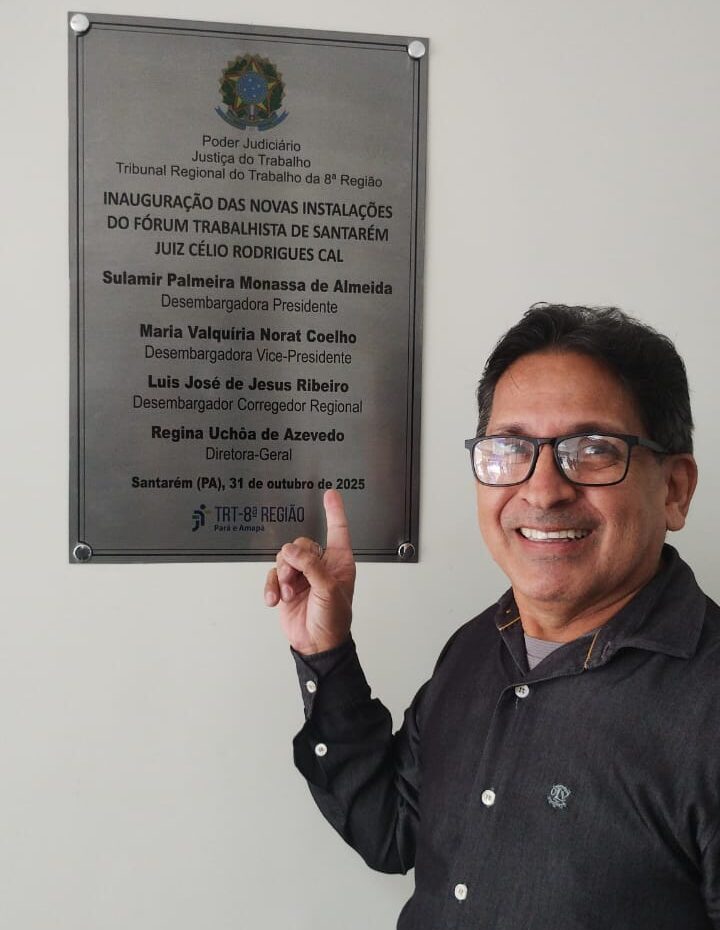 Poder Judiciário
Justiça do Trabalho
Tribunal Regional do Trabalho da 8ª Região
INAUGURAÇÃO DAS NOVAS INSTALAÇÕES
DO FÓRUM TRABALHISTA DE SANTARÉM
JUIZ CÉLIO RODRIGUES CAL
Sulamir Palmeira Monassa de Almeida
Desembargadora Presidente
Maria Valquíria Norat Coelho
Desembargadora Vice-Presidente
Luis José de Jesus Ribeiro
Desembargador Corregedor Regional
Regina Uchôa de Azevedo
Diretora-Geral
Santarém (PA), 31 de outubro de 2025
TRT-8ª REGIÃO
Pará e Amapá